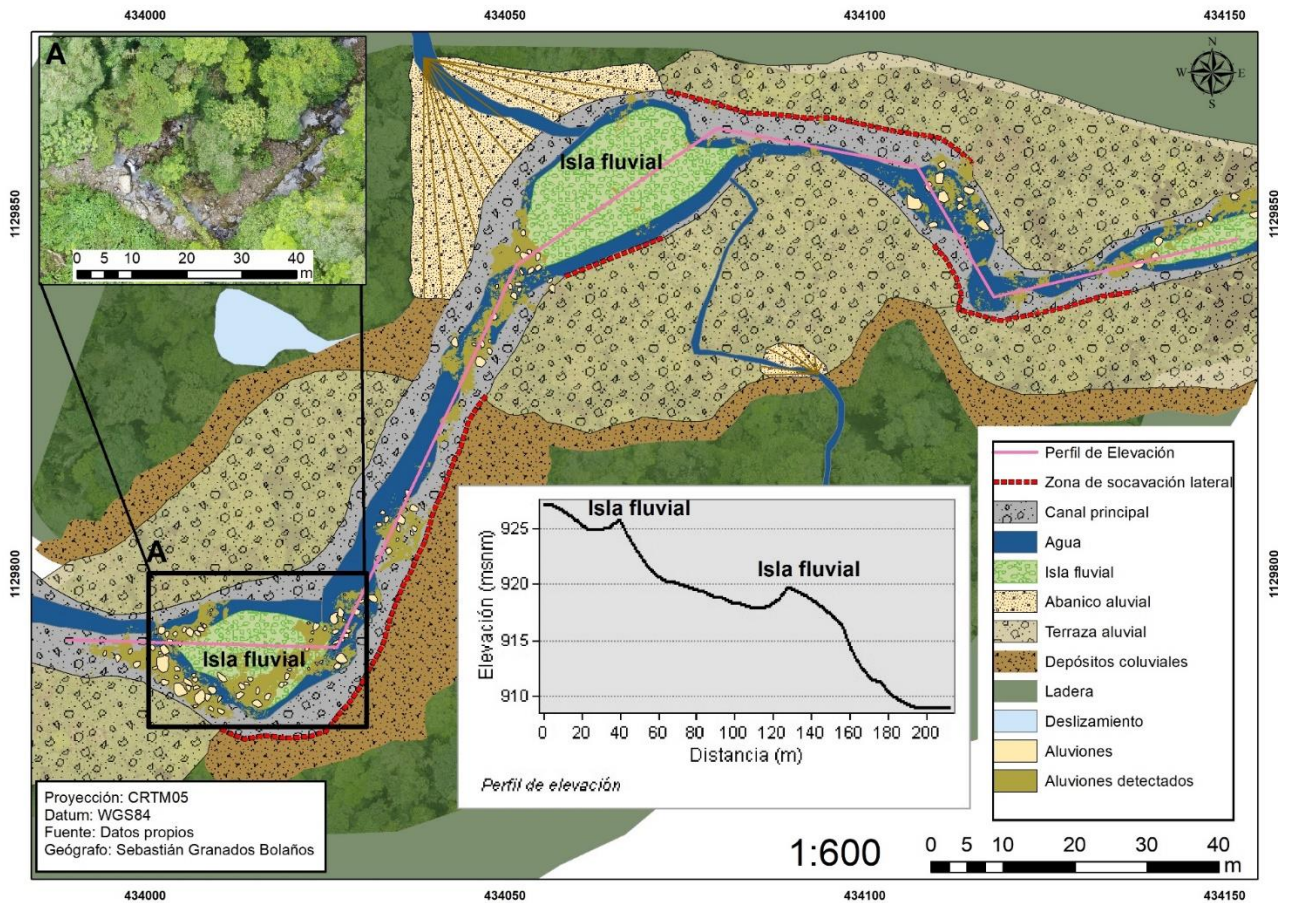 434000 434050 434100 434150
A
N
W E
S
Isla fluvial
1129850
1129850
0 5 10 20 30 40
m
Perfil de Elevación
Zona de socavación lateral
Canal principal
Agua
Isla fluvial
Abanico aluvial
Terraza aluvial
Depósitos coluviales
Ladera
Deslizamiento
Aluviones
Aluviones detectados
Isla fluvial
Isla fluvial
Elevación (msnm)
925
920
915
910
0 20 40 60 80 100 120 140 160 180 200
Distancia (m)
Perfil de elevación
1129800
1129800
A
Isla fluvial
Proyección: CRTM05
Datum: WGS84
Fuente: Datos propios
Geógrafo: Sebastián Granados Bolaños
1:600
0 5 10 20 30 40
m
434000 434050 434100 434150